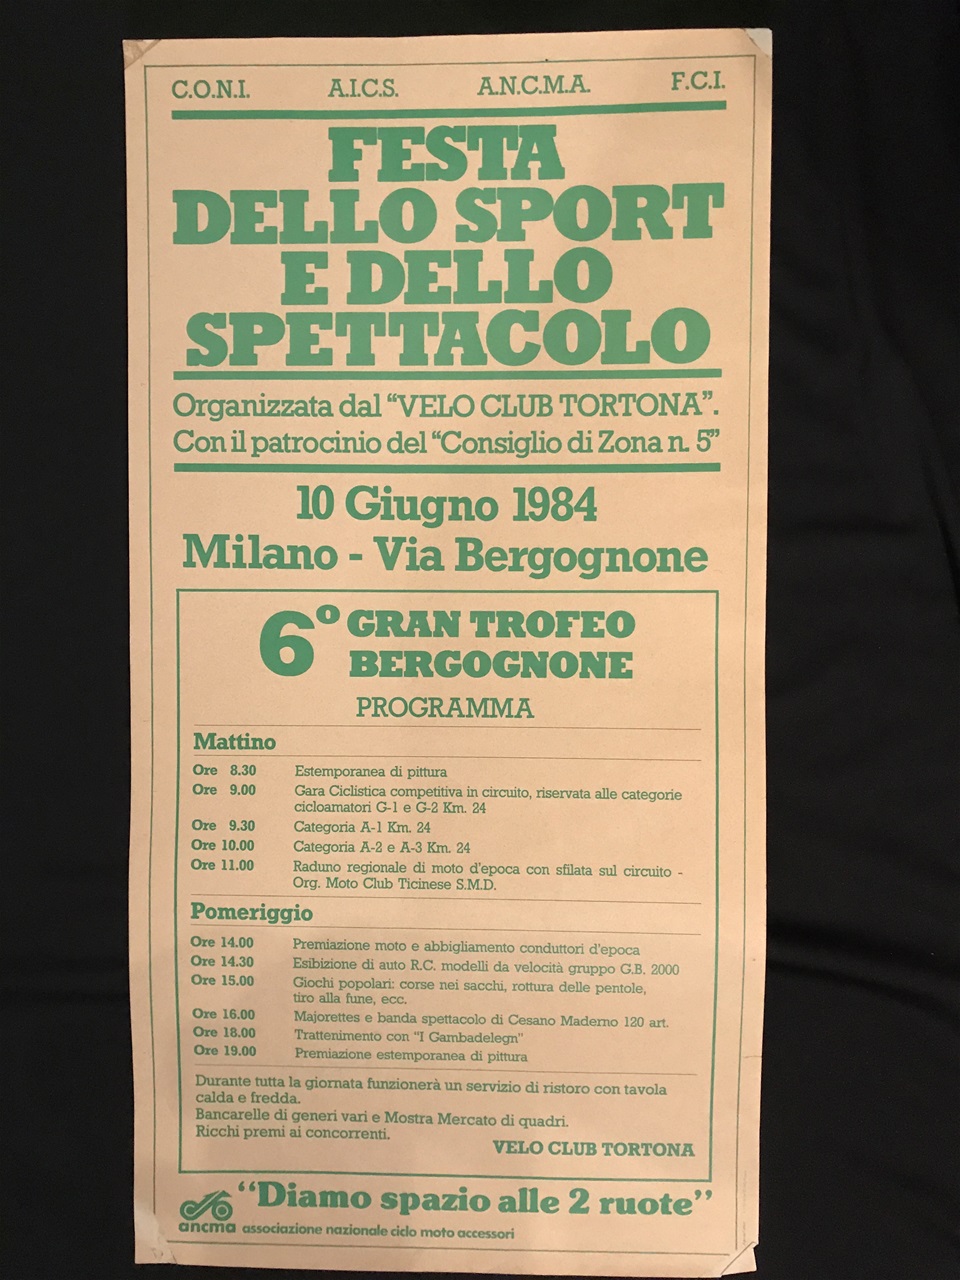 C.O.N.I. A.I.C.S. A.N.C.M.A. F.C.I.
FESTA
DELLO SPORT
E DELLO
SPETTACOLO
Organizzata dal “VELO CLUB TORTONA”.
Con il patrocinio del “Consiglio di Zona n. 5”
10 Giugno 1984
Milano - Via Bergognone
6° GRAN TROFEO
BERGOGNONE
PROGRAMMA
Mattino
Ore 8.30 Estemporanea di pittura
Ore 9.00 Gara Ciclistica competitiva in circuito, riservata alle categorie
cicloamatori G-1 e G-2 Km. 24
Ore 9.30 Categoria A-1 Km. 24
Ore 10.00 Categoria A-2 e A-3 Km. 24
Ore 11.00 Raduno regionale di moto d'epoca con sfilata sul circuito -
Org. Moto Club Ticinese S.M.D.
Pomeriggio
Ore 14.00 Premiazione moto e abbigliamento conduttori d'epoca
Ore 14.30 Esibizione di auto R.C. modelli da velocità gruppo G.B. 2000
Ore 15.00 Giochi popolari: corse nei sacchi, rottura delle pentole,
tiro alla fune, ecc.
Ore 16.00 Majorettes e banda spettacolo di Cesano Maderno 120 art.
Ore 18.00 Trattenimento con "I Gambadelegn"
Ore 19.00 Premiazione estemporanea di pittura
Durante tutta la giornata funzionerà un servizio di ristoro con tavola
calda e fredda.
Bancarelle di generi vari e Mostra Mercato di quadri.
Ricchi premi ai concorrenti.
VELO CLUB TORTONA
“Diamo spazio alle 2 ruote”
ancma associazione nazionale ciclo moto accessori